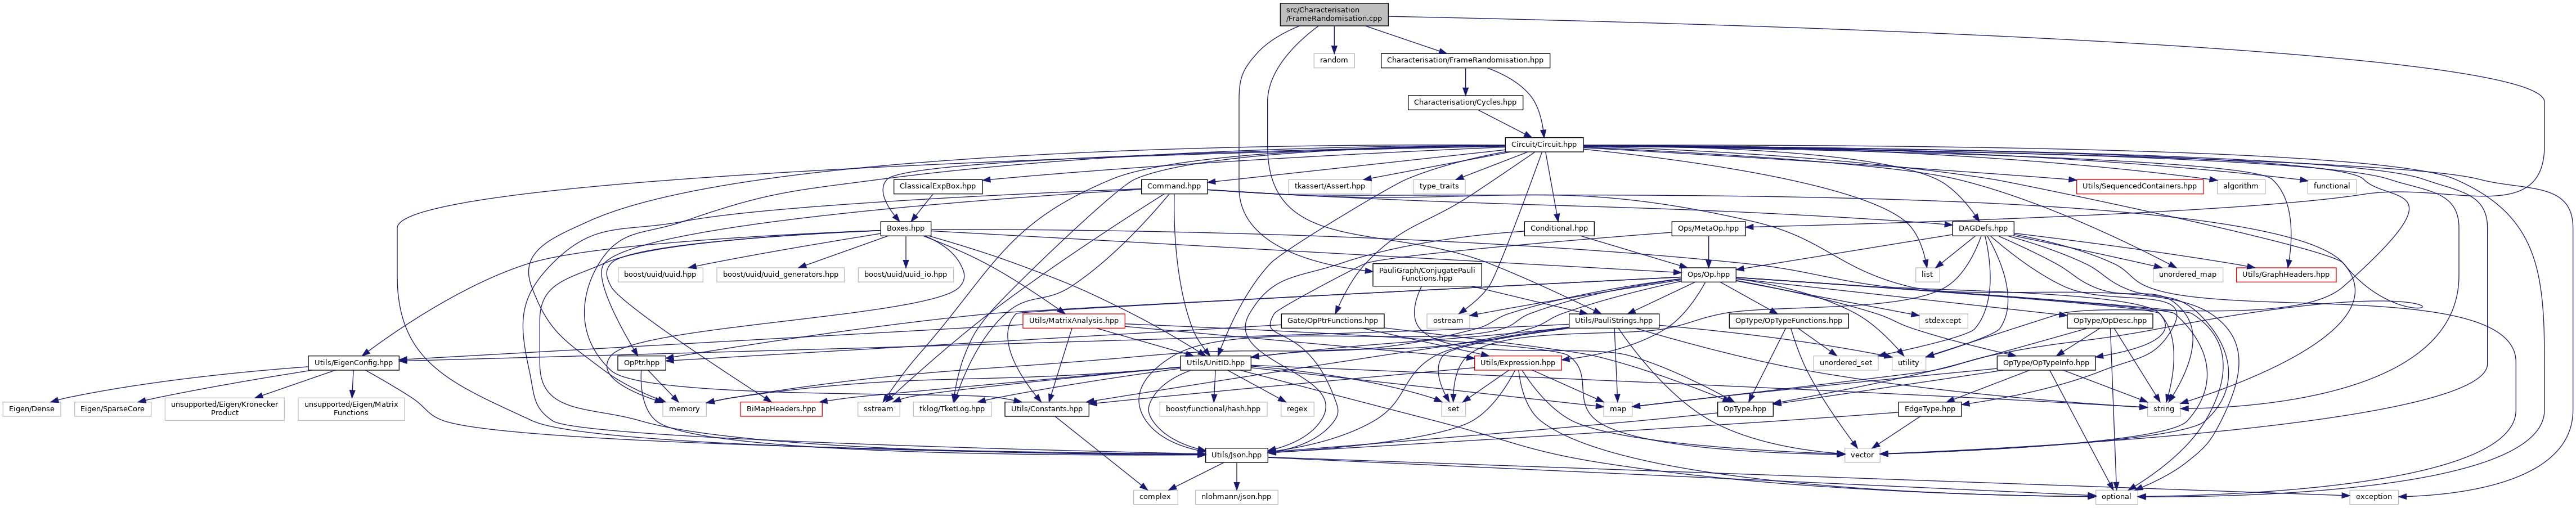 src/Characterisation
/FrameRandomisation.cpp
random
Characterisation/FrameRandomisation.hpp
Characterisation/Cycles.hpp
Circuit/Circuit.hpp
ClassicalExpBox.hpp
Command.hpp
tkassert/Assert.hpp
type_traits
Utils/SequencedContainers.hpp
algorithm
functional
Boxes.hpp
Conditional.hpp
Ops/MetaOp.hpp
DAGDefs.hpp
boost/uuid/uuid.hpp
boost/uuid/uuid_generators.hpp
boost/uuid/uuid_io.hpp
PauliGraph/ConjugatePauli
Functions.hpp
Ops/Op.hpp
list
unordered_map
Utils/GraphHeaders.hpp
Utils/MatrixAnalysis.hpp
Gate/OpPtrFunctions.hpp
ostream
Utils/PauliStrings.hpp
OpType/OpTypeFunctions.hpp
stdexcept
OpType/OpDesc.hpp
Utils/EigenConfig.hpp
OpPtr.hpp
Utils/UnitID.hpp
Utils/Expression.hpp
unordered_set
utility
OpType/OpTypeInfo.hpp
Eigen/Dense
Eigen/SparseCore
unsupported/Eigen/Kronecker
Product
unsupported/Eigen/Matrix
Functions
memory
BiMapHeaders.hpp
sstream
tklog/TketLog.hpp
Utils/Constants.hpp
boost/functional/hash.hpp
regex
set
map
OpType.hpp
EdgeType.hpp
string
Utils/Json.hpp
vector
complex
nlohmann/json.hpp
optional
exception